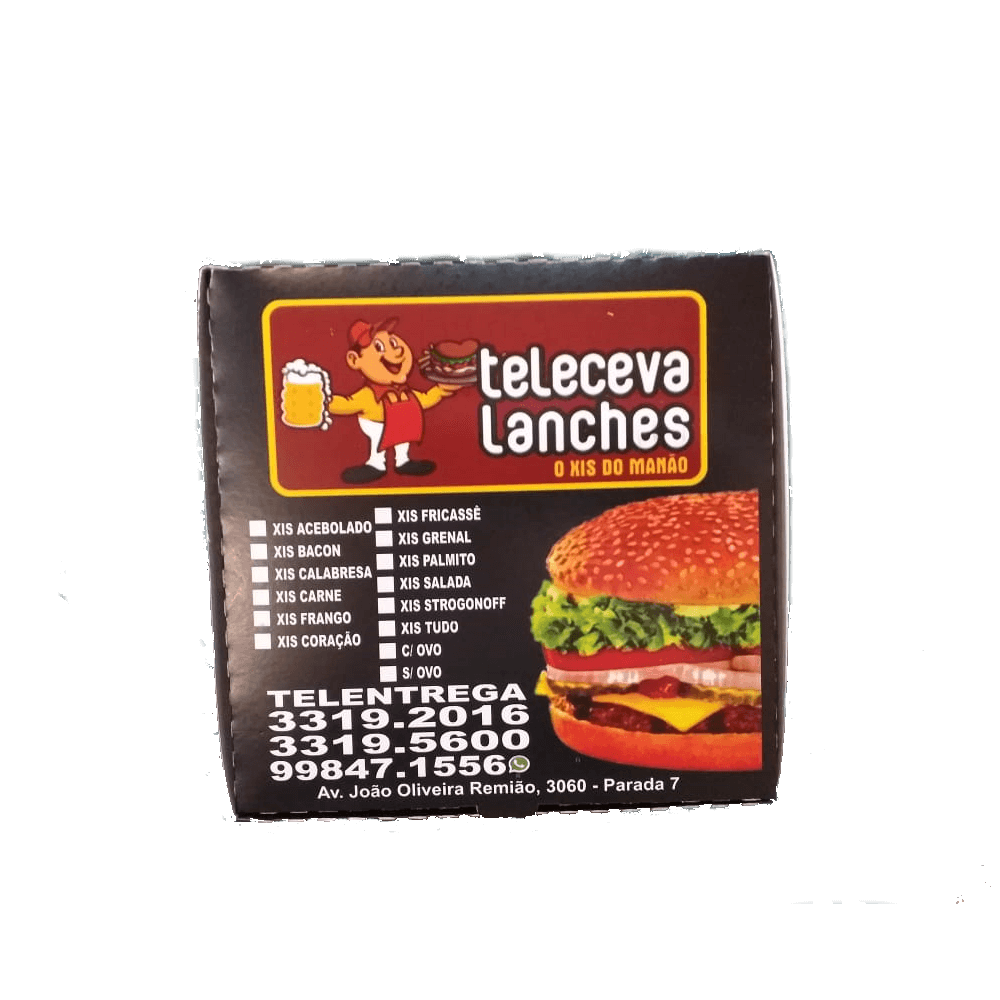 teleceva
lanches
O XIS DO MANÃO
XIS ACEBOLADO
XIS BACON
XIS CALABRESA
XIS CARNE
XIS FRANGO
XIS CORAÇÃO
XIS FRICASSÊ
XIS GRENAL
XIS PALMITO
XIS SALADA
XIS STROGONOFF
XIS TUDO
C/ OVO
S/ OVO
TELENTREGA
3319.2016
3319.5600
99847.1556
Av. João Oliveira Remião, 3060 - Parada 7